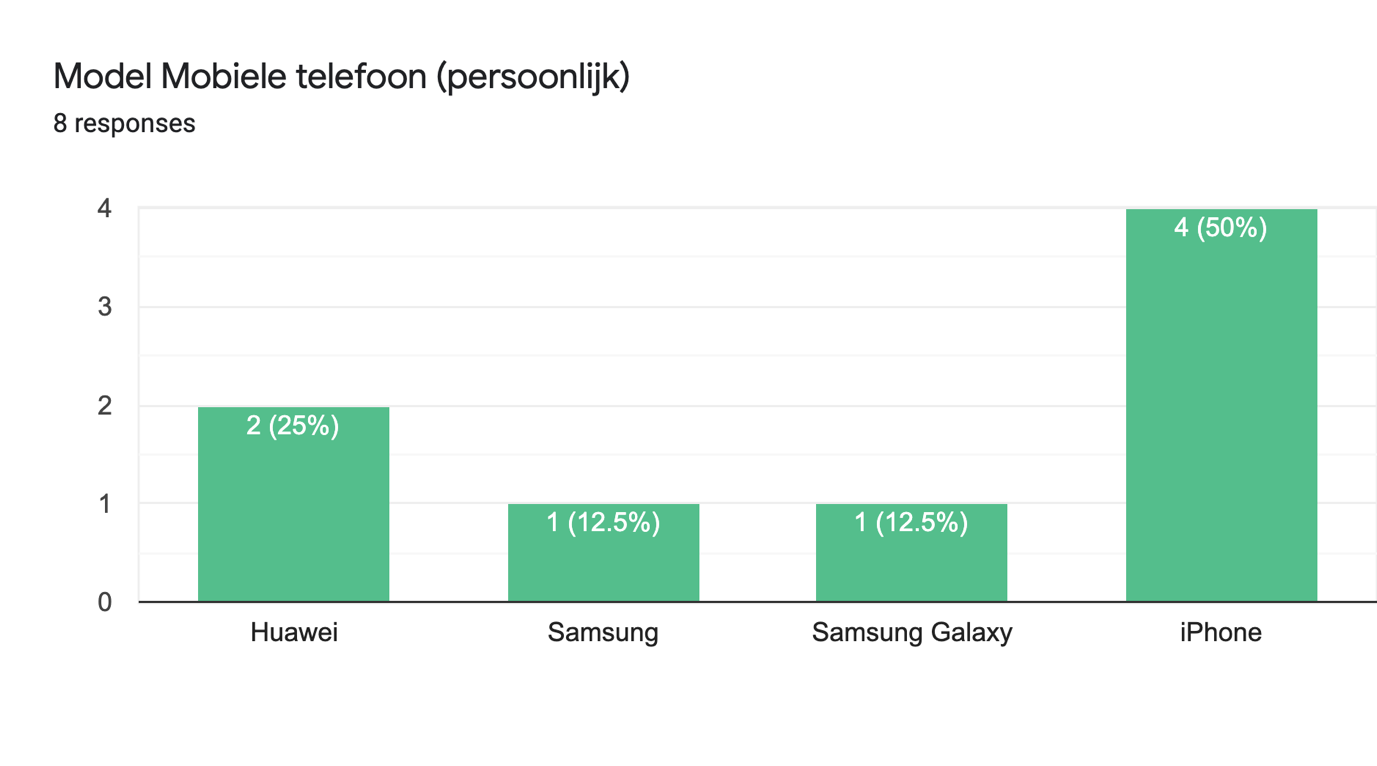 Model Mobiele telefoon (persoonlijk)
8 responses
4
3
2
1
0
2 (25%)
1 (12.5%)
1 (12.5%)
4 (50%)
Huawei
Samsung
Samsung Galaxy
iPhone